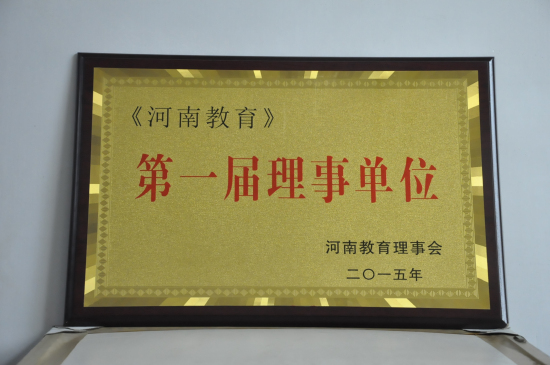 《河南教育》
第一届理事单位
河南教育理事会
二〇一五年